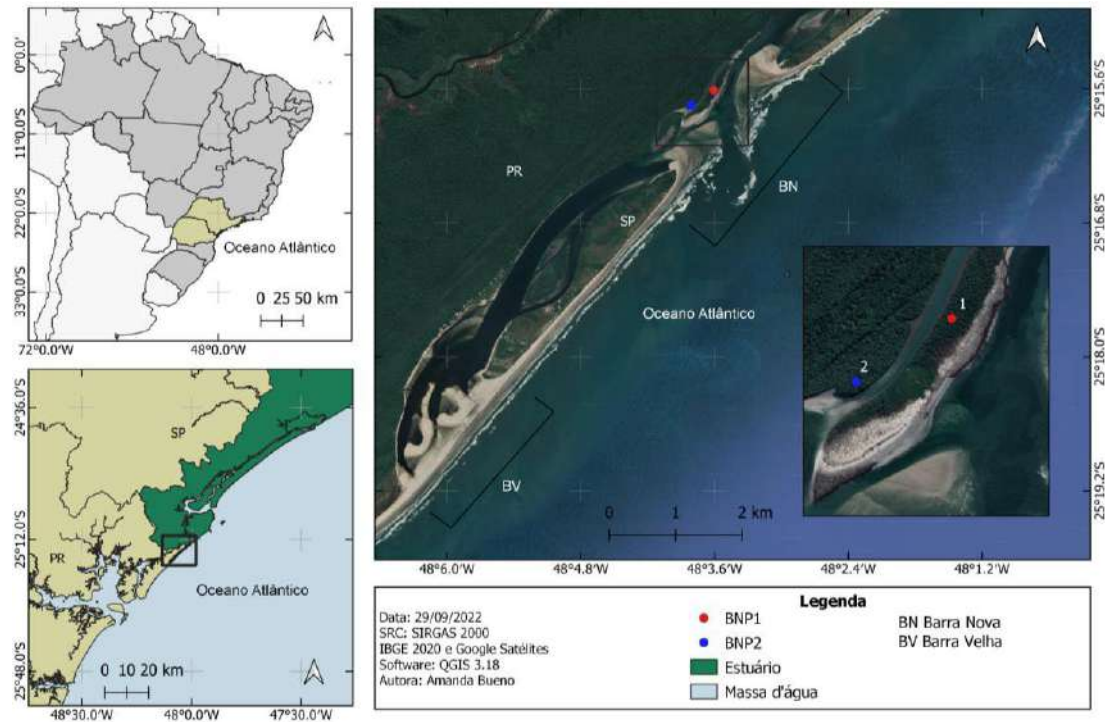 0°0.0'
11°0.0'S
22°0.0'S
33°0.0'S
Oceano Atlântico
0 25 50 km
72°0.0'W
48°0.0'W
24°36.0'S
25°12.0'S
25°48.0'S
SP
PR
Oceano Atlântico
0 10 20 km
48°30.0'W
48°0.0'W
47°30.0'W
PR
SP
BN
BV
Oceano Atlântico
1
2
0 1 2 km
25°15.6'S
25°16.8'S
25°18.0'S
25°19.2'S
48°6.0'W
48°4.8'W
48°3.6'W
48°2.4'W
48°1.2'W
Data: 29/09/2022
SRC: SIRGAS 2000
IBGE 2020 e Google Satélites
Software: QGIS 3.18
Autora: Amanda Bueno
Legenda
BNP1
BNP2
Estuário
Massa d'água
BN Barra Nova
BV Barra Velha